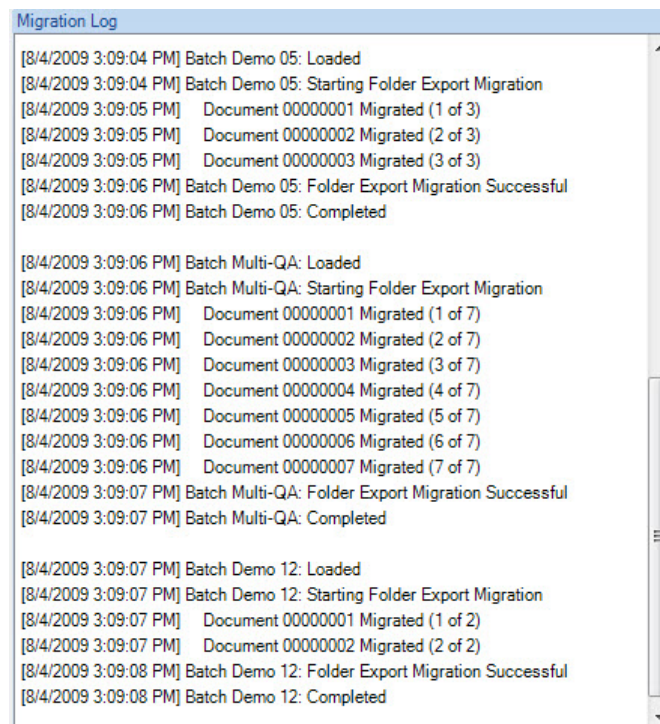 Migration Log
[8/4/2009 3:09:04 PM] Batch Demo 05: Loaded
[8/4/2009 3:09:04 PM] Batch Demo 05: Starting Folder Export Migration
[8/4/2009 3:09:05 PM] Document 00000001 Migrated (1 of 3)
[8/4/2009 3:09:05 PM] Document 00000002 Migrated (2 of 3)
[8/4/2009 3:09:05 PM] Document 00000003 Migrated (3 of 3)
[8/4/2009 3:09:06 PM] Batch Demo 05: Folder Export Migration Successful
[8/4/2009 3:09:06 PM] Batch Demo 05: Completed
[8/4/2009 3:09:06 PM] Batch Multi-QA: Loaded
[8/4/2009 3:09:06 PM] Batch Multi-QA: Starting Folder Export Migration
[8/4/2009 3:09:06 PM] Document 00000001 Migrated (1 of 7)
[8/4/2009 3:09:06 PM] Document 00000002 Migrated (2 of 7)
[8/4/2009 3:09:06 PM] Document 00000003 Migrated (3 of 7)
[8/4/2009 3:09:06 PM] Document 00000004 Migrated (4 of 7)
[8/4/2009 3:09:06 PM] Document 00000005 Migrated (5 of 7)
[8/4/2009 3:09:06 PM] Document 00000006 Migrated (6 of 7)
[8/4/2009 3:09:06 PM] Document 00000007 Migrated (7 of 7)
[8/4/2009 3:09:07 PM] Batch Multi-QA: Folder Export Migration Successful
[8/4/2009 3:09:07 PM] Batch Multi-QA: Completed
[8/4/2009 3:09:07 PM] Batch Demo 12: Loaded
[8/4/2009 3:09:07 PM] Batch Demo 12: Starting Folder Export Migration
[8/4/2009 3:09:07 PM] Document 00000001 Migrated (1 of 2)
[8/4/2009 3:09:07 PM] Document 00000002 Migrated (2 of 2)
[8/4/2009 3:09:08 PM] Batch Demo 12: Folder Export Migration Successful
[8/4/2009 3:09:08 PM] Batch Demo 12: Completed